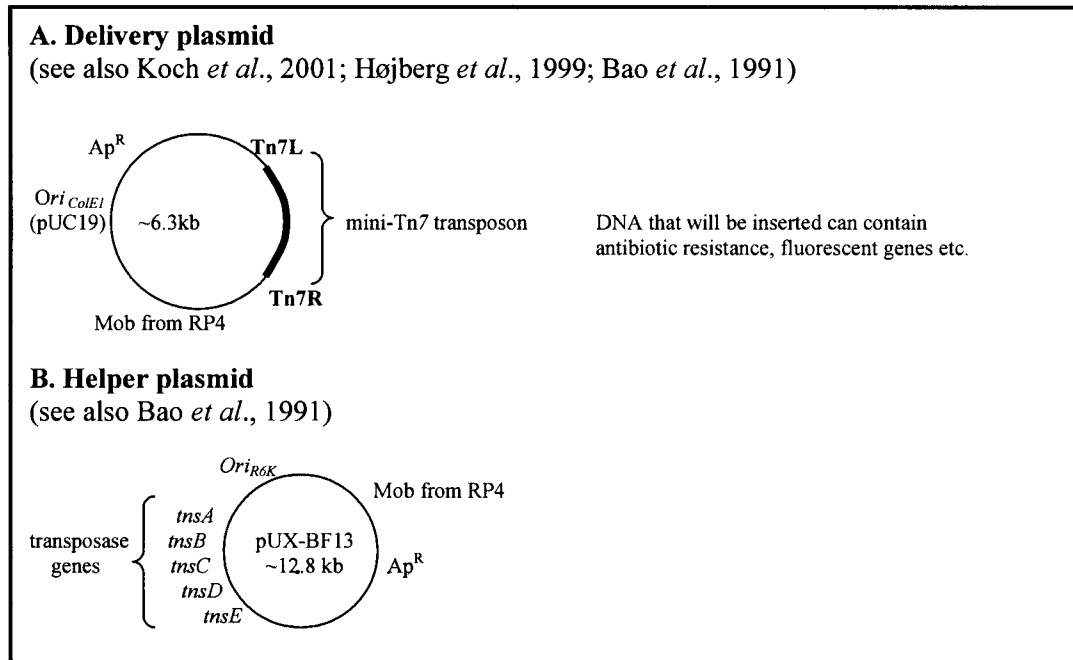 A. Delivery plasmid
(see also Koch et al., 2001; Højberg et al., 1999; Bao et al., 1991)
Ap^R
Tn7L
Ori ColE1
(pUC19)
~6.3kb
mini-Tn7 transposon
DNA that will be inserted can contain
antibiotic resistance, fluorescent genes etc.
Tn7R
Mob from RP4
B. Helper plasmid
(see also Bao et al., 1991)
Ori R6K
Mob from RP4
transposase
genes
tnsA
tnsB
tnsC
tnsD
tnsE
pUX-BF13
~12.8 kb
Ap^R